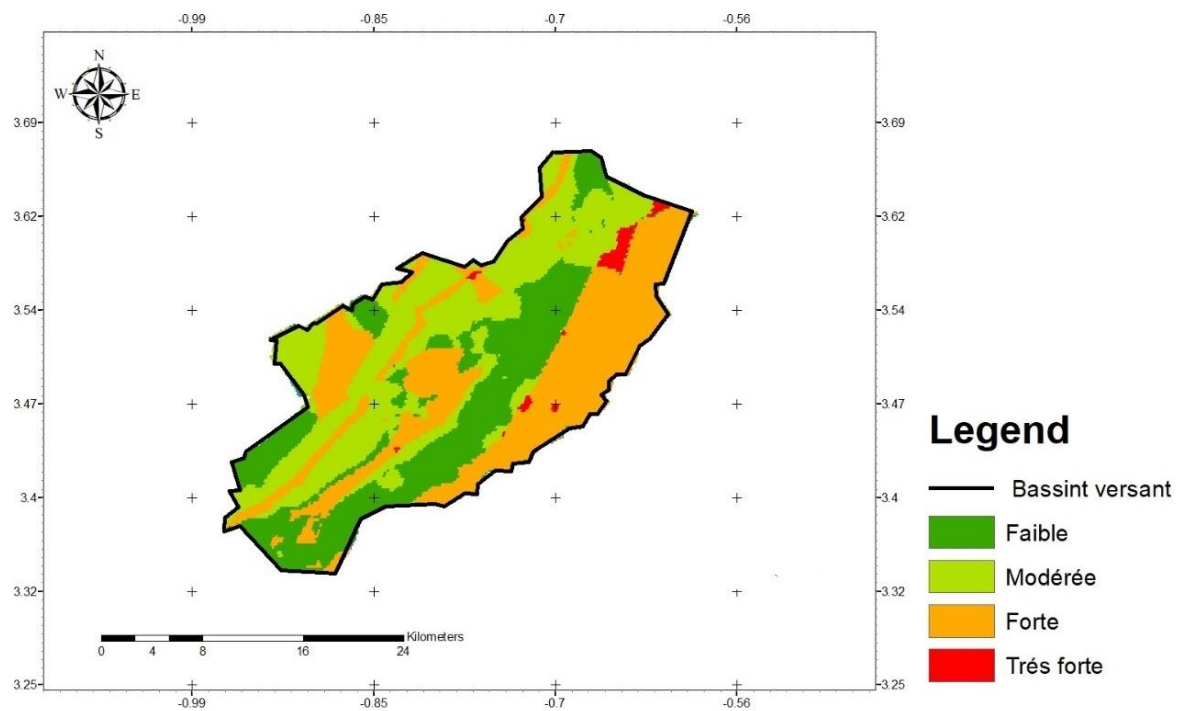 -0.99 -0.85 -0.7 -0.56
N
W E
S
3.69 3.69
3.62 3.62
3.54 3.54
3.47 3.47
3.4 3.4
3.32 3.32
3.25 3.25
Kilometers
0 4 8 16 24
-0.99 -0.85 -0.7 -0.56
Legend
Bassint versant
Faible
Modérée
Forte
Trés forte